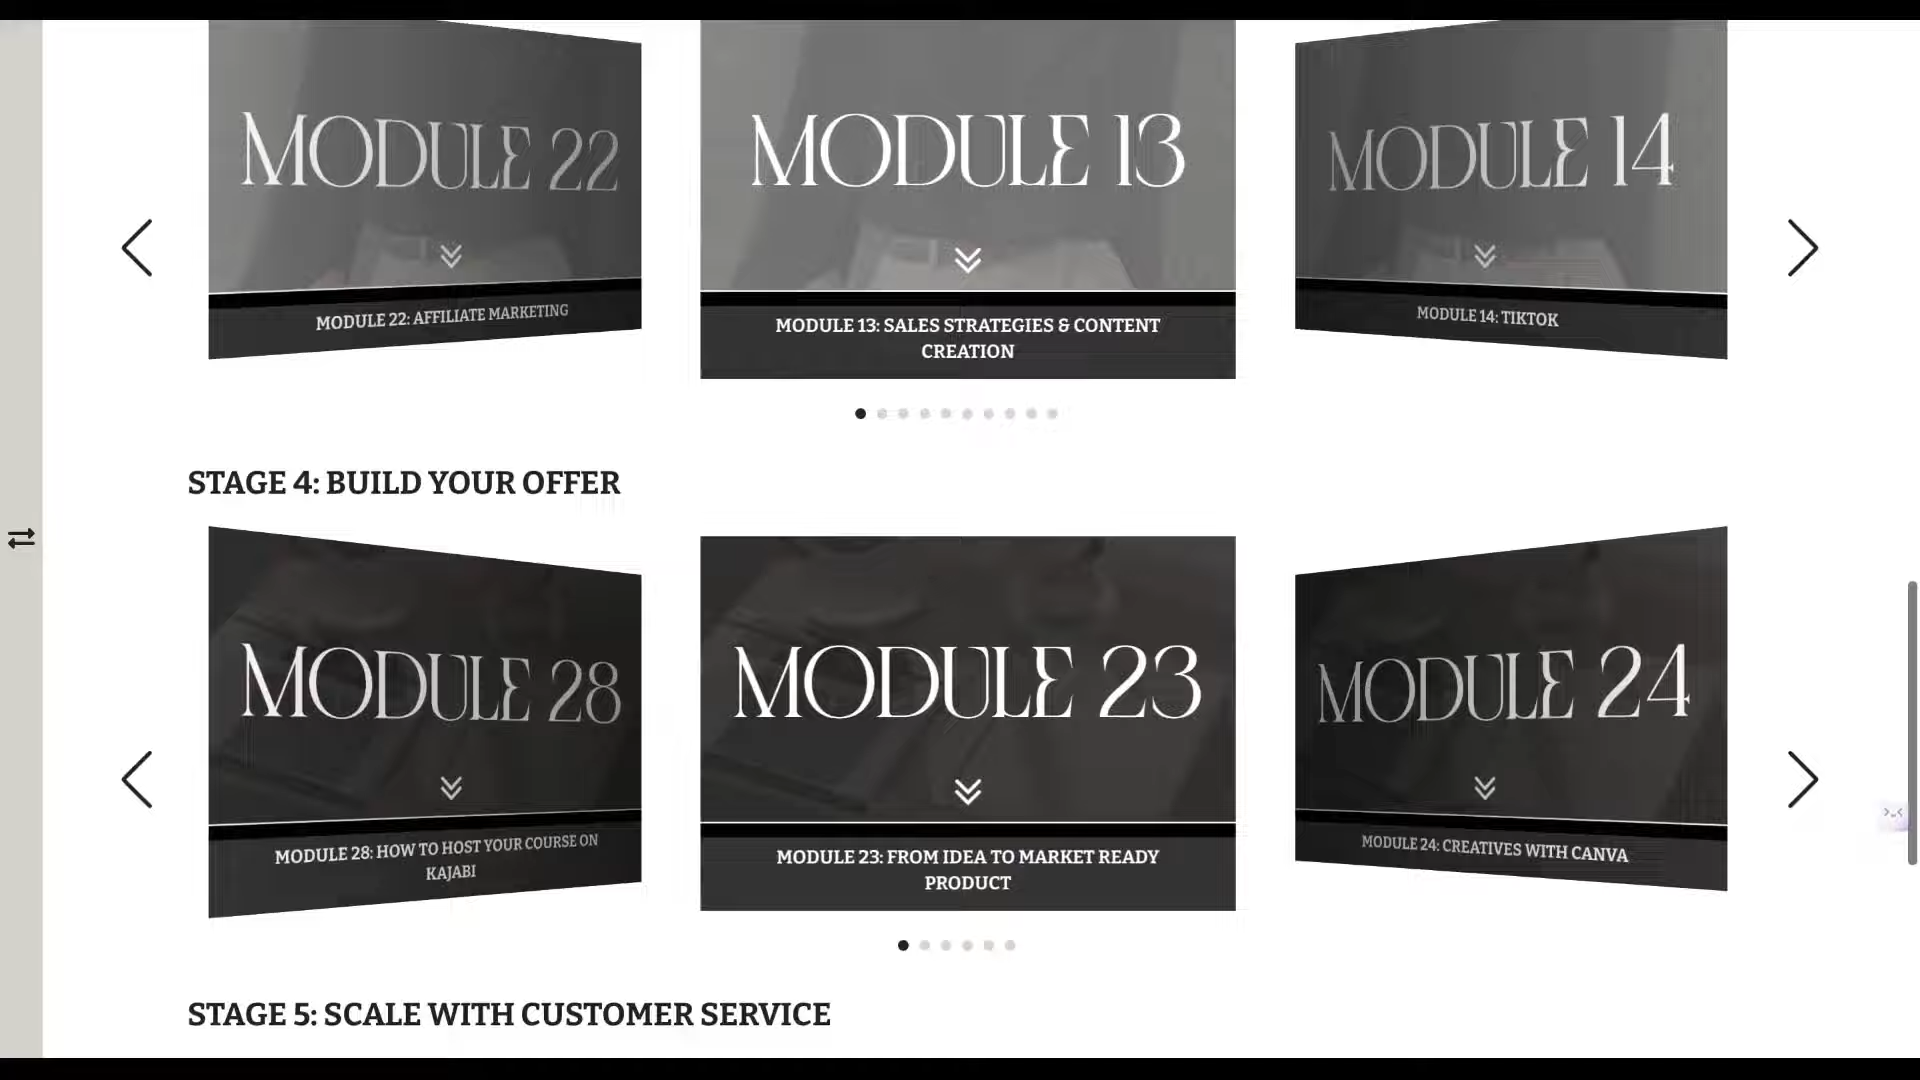 MODULE 22
MODULE 13
MODULE 14
MODULE 22: AFFILIATE MARKETING
MODULE 13: SALES STRATEGIES & CONTENT
CREATION
MODULE 14: TIKTOK
STAGE 4: BUILD YOUR OFFER
MODULE 28
MODULE 23
MODULE 24
MODULE 28: HOW TO HOST YOUR COURSE ON
KAJABI
MODULE 23: FROM IDEA TO MARKET READY
PRODUCT
MODULE 24: CREATIVES WITH CANVA
STAGE 5: SCALE WITH CUSTOMER SERVICE